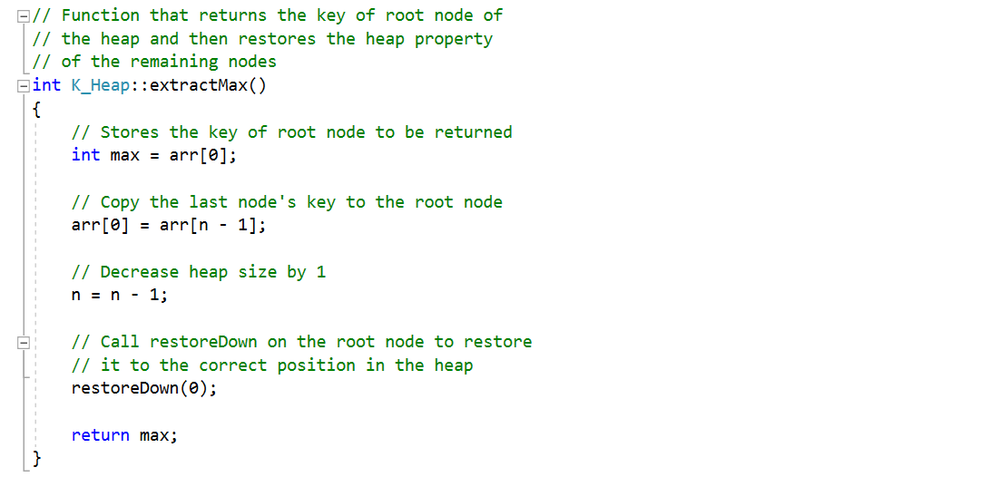 // Function that returns the key of root node of
// the heap and then restores the heap property
// of the remaining nodes
int K_Heap::extractMax()
{
// Stores the key of root node to be returned
int max = arr[0];
// Copy the last node's key to the root node
arr[0] = arr[n - 1];
// Decrease heap size by 1
n = n - 1;
// Call restoreDown on the root node to restore
// it to the correct position in the heap
restoreDown(0);
return max;
}